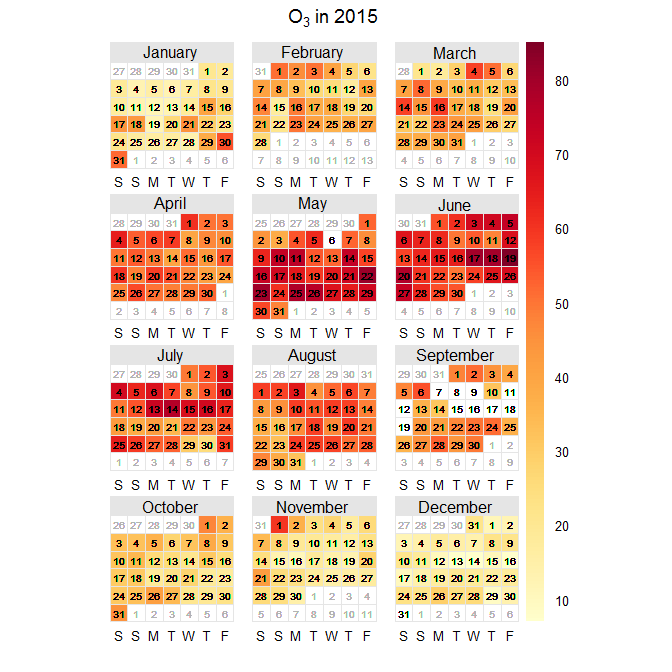 O3 in 2015
January
27 28 29 30 31 1 2
3 4 5 6 7 8 9
10 11 12 13 14 15 16
17 18 19 20 21 22 23
24 25 26 27 28 29 30
31 1 2 3 4 5 6
S S M T W T F
February
31 1 2 3 4 5 6
7 8 9 10 11 12 13
14 15 16 17 18 19 20
21 22 23 24 25 26 27
28 1 2 3 4 5 6
7 8 9 10 11 12 13
S S M T W T F
March
28 1 2 3 4 5 6
7 8 9 10 11 12 13
14 15 16 17 18 19 20
21 22 23 24 25 26 27
28 29 30 31 1 2 3
4 5 6 7 8 9 10
S S M T W T F
April
28 29 30 31 1 2 3
4 5 6 7 8 9 10
11 12 13 14 15 16 17
18 19 20 21 22 23 24
25 26 27 28 29 30 1
2 3 4 5 6 7 8
S S M T W T F
May
25 26 27 28 29 30 1
2 3 4 5 6 7 8
9 10 11 12 13 14 15
16 17 18 19 20 21 22
23 24 25 26 27 28 29
30 31 1 2 3 4 5
S S M T W T F
June
30 31 1 2 3 4 5
6 7 8 9 10 11 12
13 14 15 16 17 18 19
20 21 22 23 24 25 26
27 28 29 30 1 2 3
4 5 6 7 8 9 10
S S M T W T F
July
27 28 29 30 1 2 3
4 5 6 7 8 9 10
11 12 13 14 15 16 17
18 19 20 21 22 23 24
25 26 27 28 29 30 31
1 2 3 4 5 6 7
S S M T W T F
August
25 26 27 28 29 30 31
1 2 3 4 5 6 7
8 9 10 11 12 13 14
15 16 17 18 19 20 21
22 23 24 25 26 27 28
29 30 31 1 2 3 4
S S M T W T F
September
29 30 31 1 2 3 4
5 6 7 8 9 10 11
12 13 14 15 16 17 18
19 20 21 22 23 24 25
26 27 28 29 30 1 2
3 4 5 6 7 8 9
S S M T W T F
October
26 27 28 29 30 1 2
3 4 5 6 7 8 9
10 11 12 13 14 15 16
17 18 19 20 21 22 23
24 25 26 27 28 29 30
31 1 2 3 4 5 6
S S M T W T F
November
31 1 2 3 4 5 6
7 8 9 10 11 12 13
14 15 16 17 18 19 20
21 22 23 24 25 26 27
28 29 30 1 2 3 4
5 6 7 8 9 10 11
S S M T W T F
December
27 28 29 30 31 1 2
3 4 5 6 7 8 9
10 11 12 13 14 15 16
17 18 19 20 21 22 23
24 25 26 27 28 29 30
31 1 2 3 4 5 6
S S M T W T F
80
70
60
50
40
30
20
10